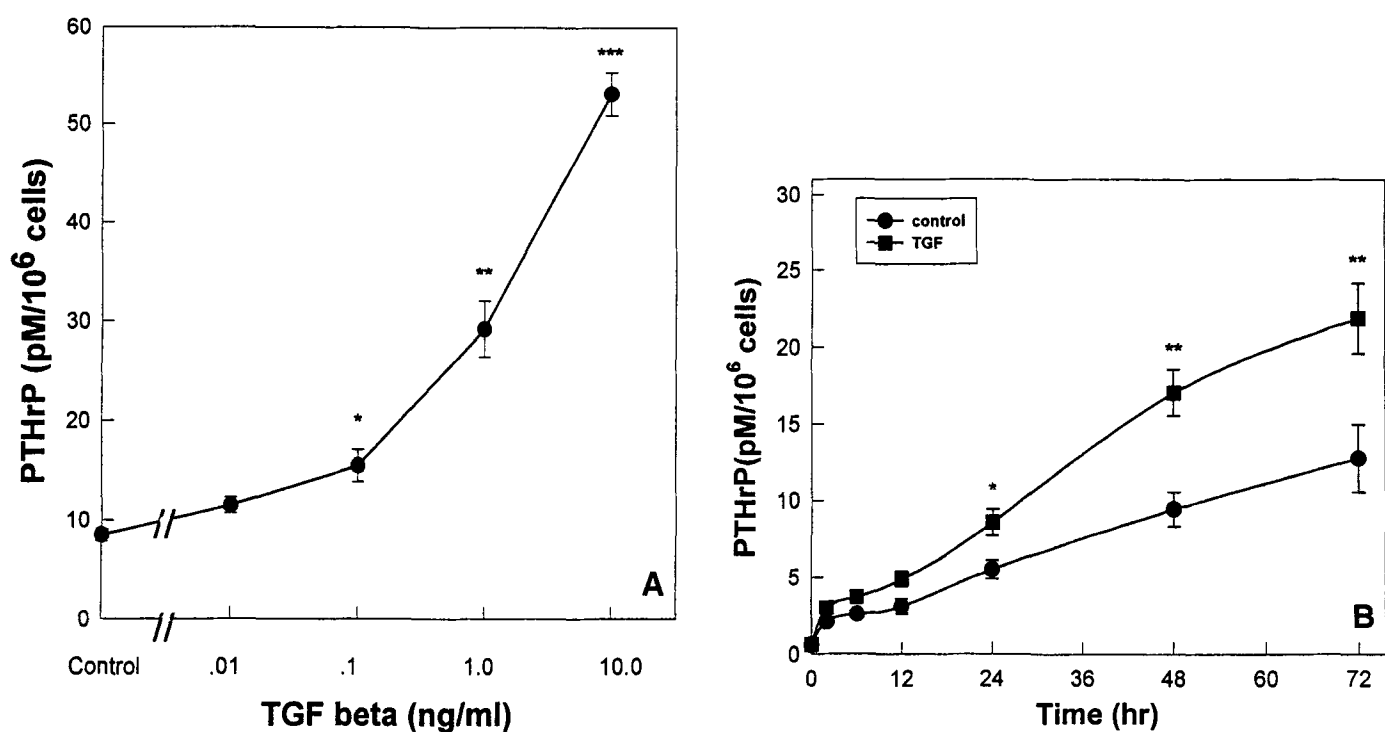 PTHrP (pM/10⁶ cells)
60
50
40
30
20
10
0
***
**
*
A
Control .01 .1 1.0 10.0
TGF beta (ng/ml)
PTHrP(pM/10⁶ cells)
30
25
20
15
10
5
0
control
TGF
**
**
*
B
0 12 24 36 48 60 72
Time (hr)